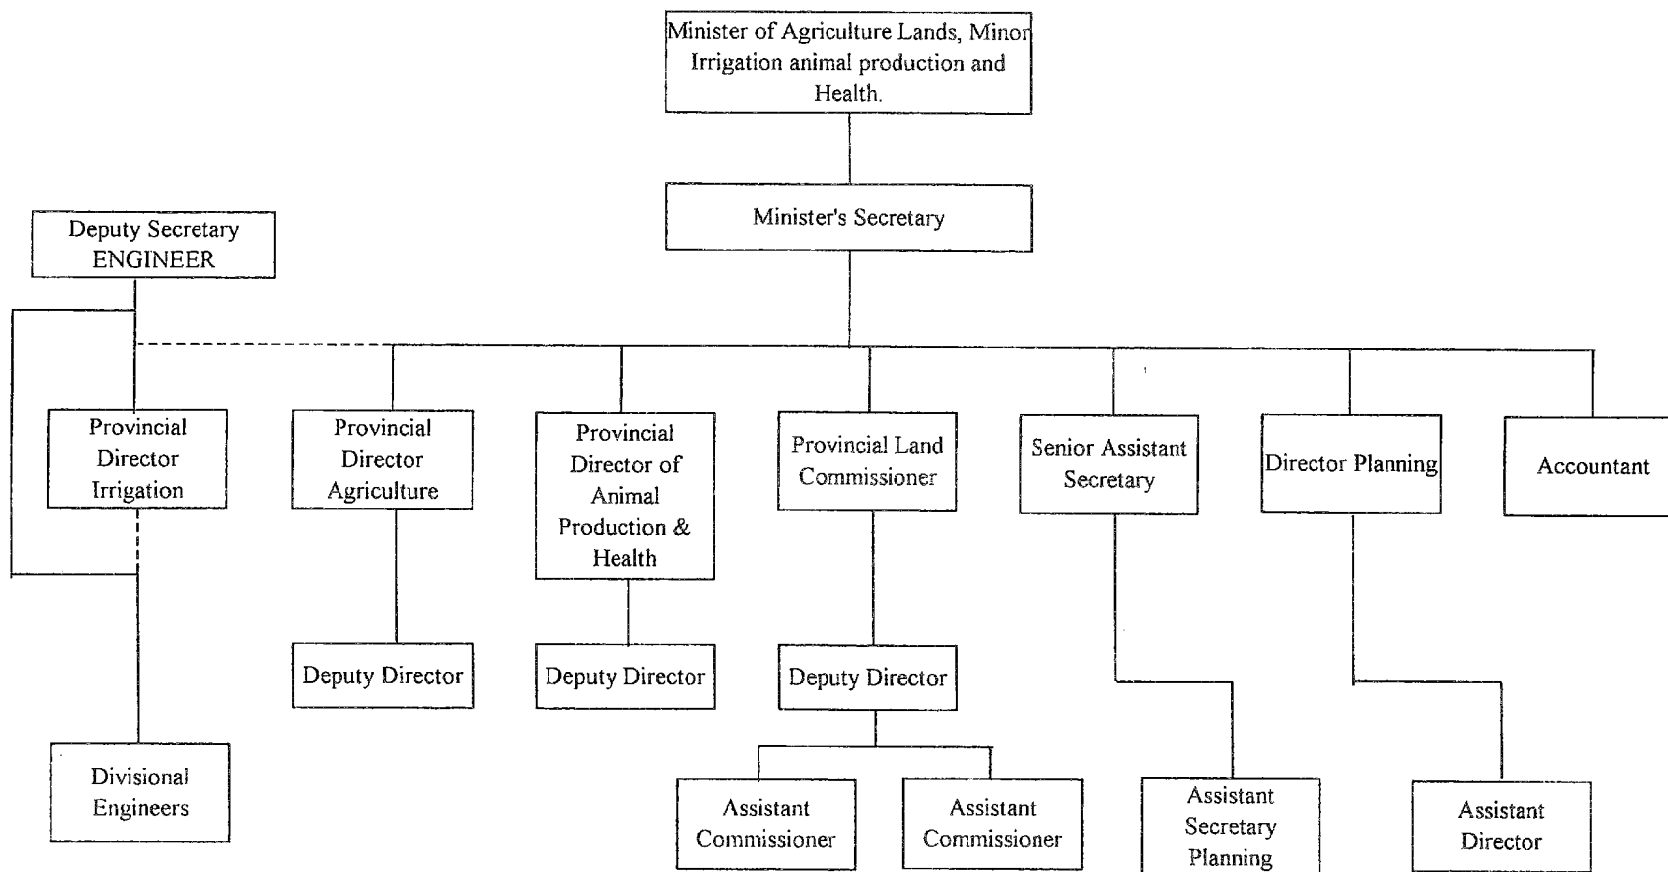 Minister of Agriculture Lands, Minor
Irrigation animal production and
Health.
Minister's Secretary
Deputy Secretary
ENGINEER
Provincial
Director
Irrigation
Provincial
Director
Agriculture
Provincial
Director of
Animal
Production &
Health
Provincial Land
Commissioner
Senior Assistant
Secretary
Director Planning
Accountant
Deputy Director
Deputy Director
Deputy Director
Divisional
Engineers
Assistant
Commissioner
Assistant
Commissioner
Assistant
Secretary
Planning
Assistant
Director